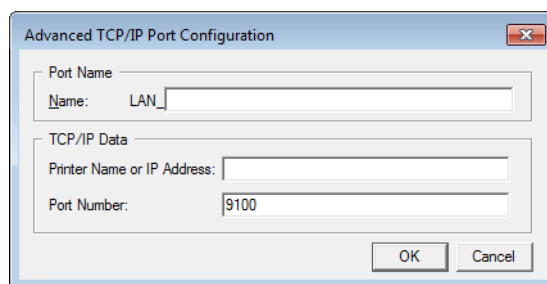 Advanced TCP/IP Port Configuration
Port Name
Name: LAN_
TCP/IP Data
Printer Name or IP Address:
Port Number: 9100
OK Cancel